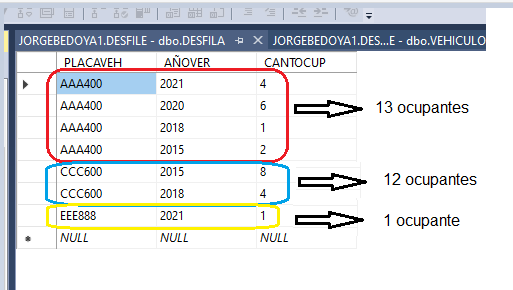 JORGEBEDOYA1.DESFILE - dbo.DESFILA JORGEBEDOYA1.DES...E - dbo.VEHICULO
PLACAVEH AÑOVER CANTOCUP
AAA400 2021 4
AAA400 2020 6
AAA400 2018 1
AAA400 2015 2
13 ocupantes
CCC600 2015 8
CCC600 2018 4
12 ocupantes
EEE888 2021 1
1 ocupante
NULL NULL NULL